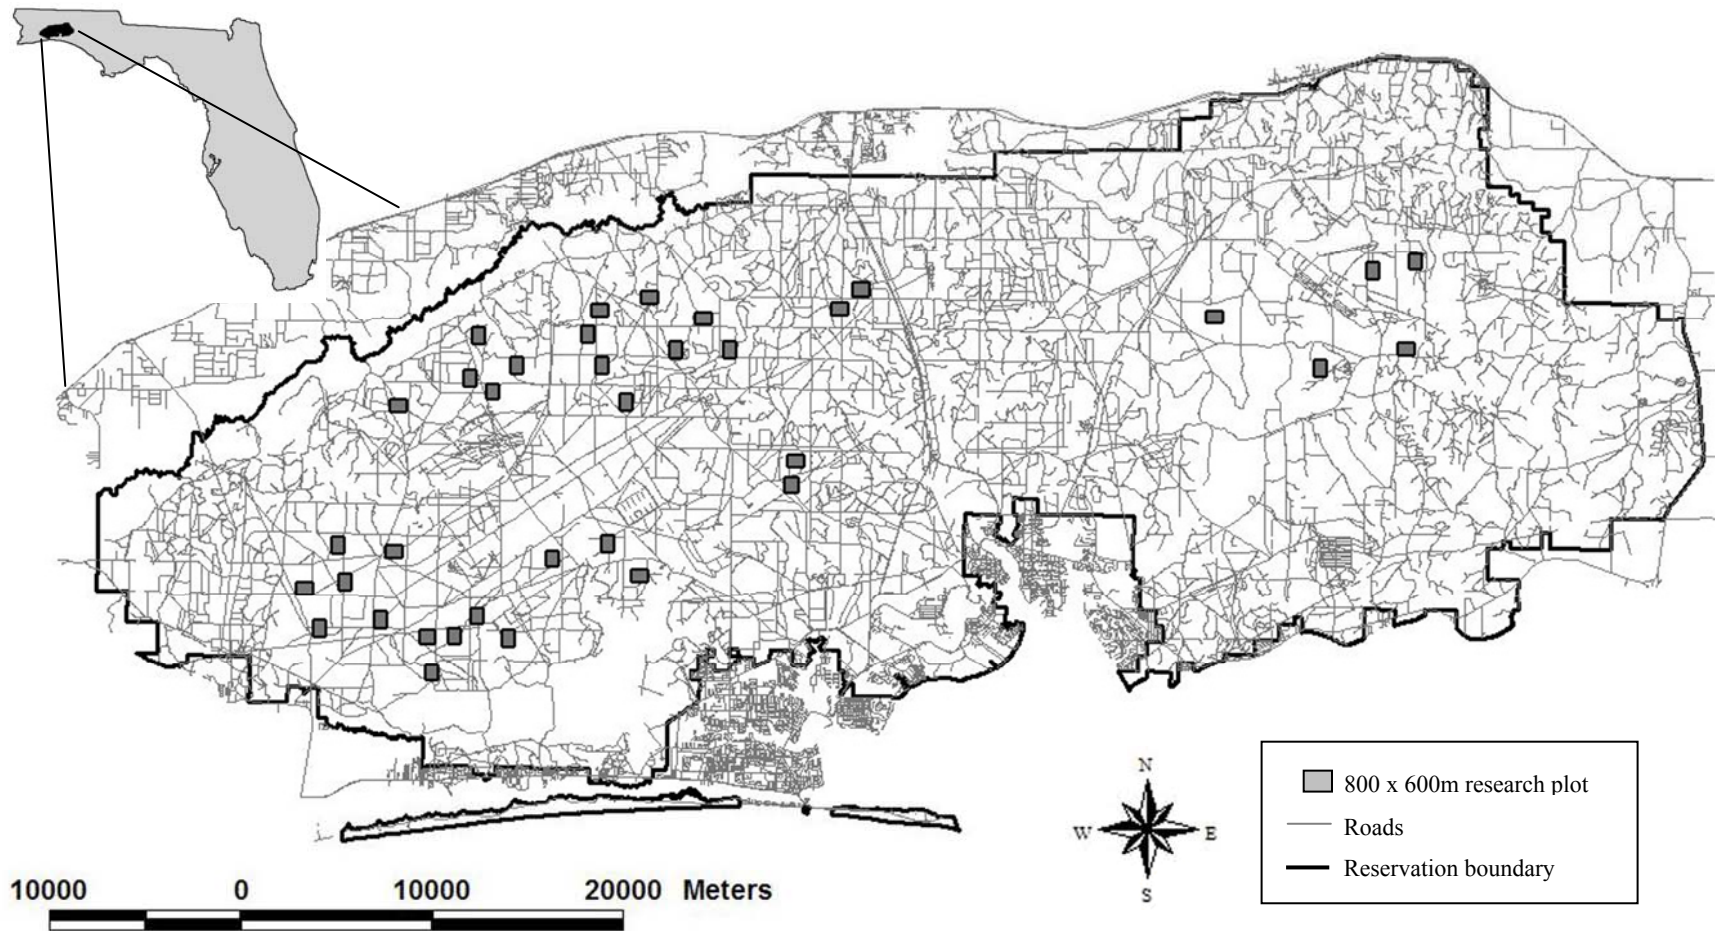 N
W E
S
800 x 600m research plot
Roads
Reservation boundary
10000 0 10000 20000 Meters